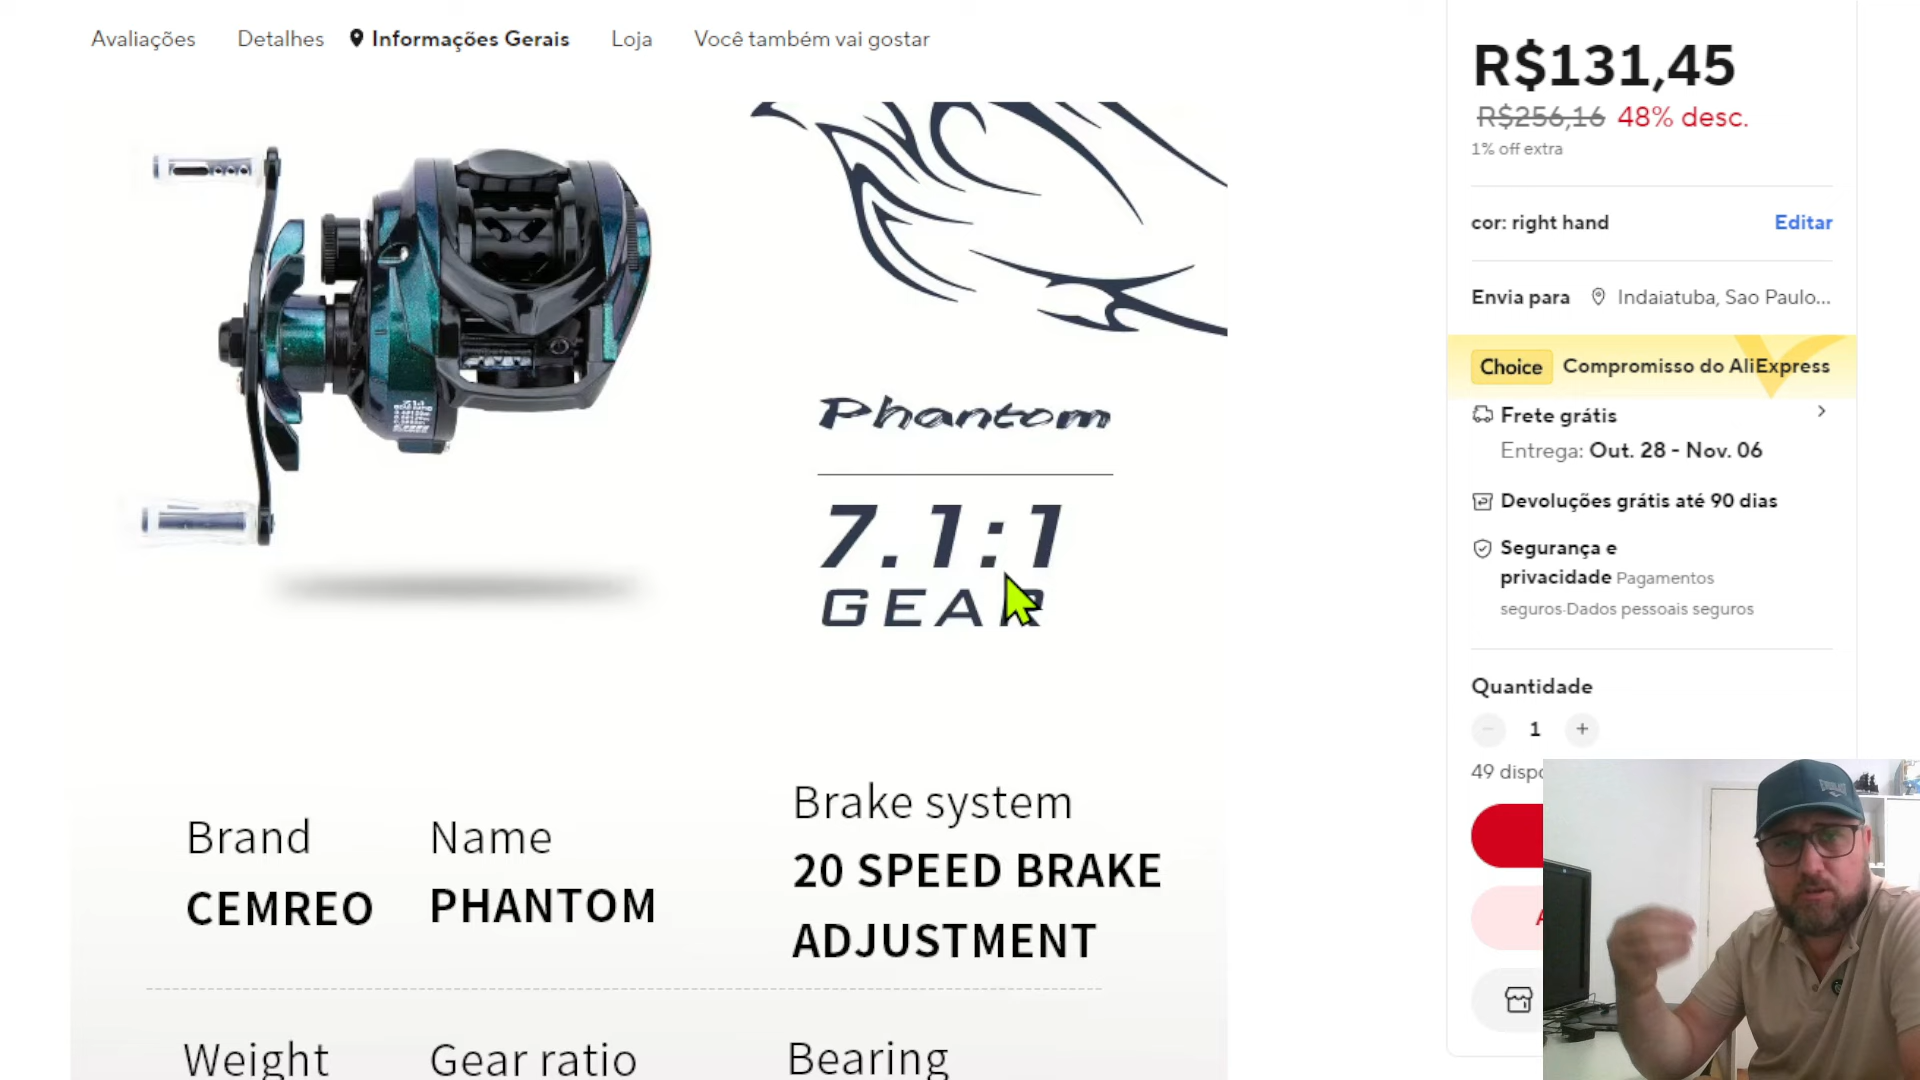 Avaliações Detalhes Informações Gerais Loja Você também vai gostar
Phantom
7.1:1
GEAR
Brand
CEMREO
Name
PHANTOM
Brake system
20 SPEED BRAKE
ADJUSTMENT
Weight
Gear ratio
Bearing
R$131,45
R$256,16 48% desc.
1% off extra
cor: right hand Editar
Envia para Indaiatuba, Sao Paulo...
Choice Compromisso do AliExpress
Frete grátis
Entrega: Out. 28 - Nov. 06
Devoluções grátis até 90 dias
Segurança e
privacidade Pagamentos
seguros·Dados pessoais seguros
Quantidade
1
49 dispo
A